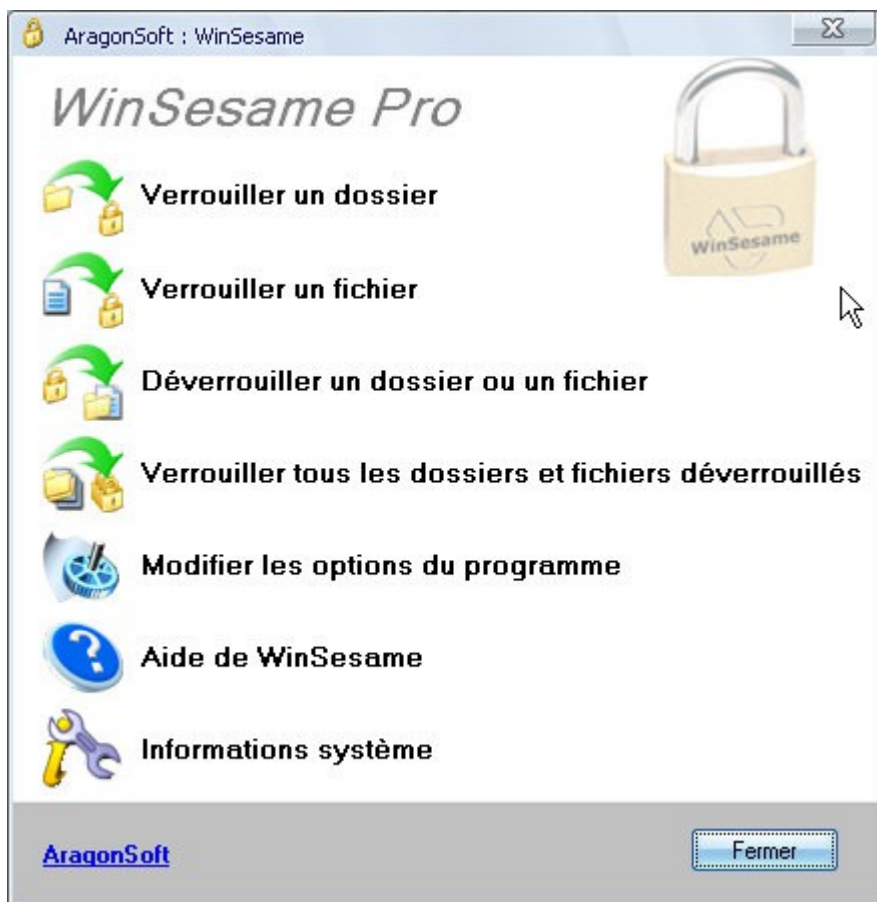 AragonSoft : WinSesame
WinSesame Pro
WinSesame
Verrouiller un dossier
Verrouiller un fichier
Déverrouiller un dossier ou un fichier
Verrouiller tous les dossiers et fichiers déverrouillés
Modifier les options du programme
Aide de WinSesame
Informations système
AragonSoft
Fermer